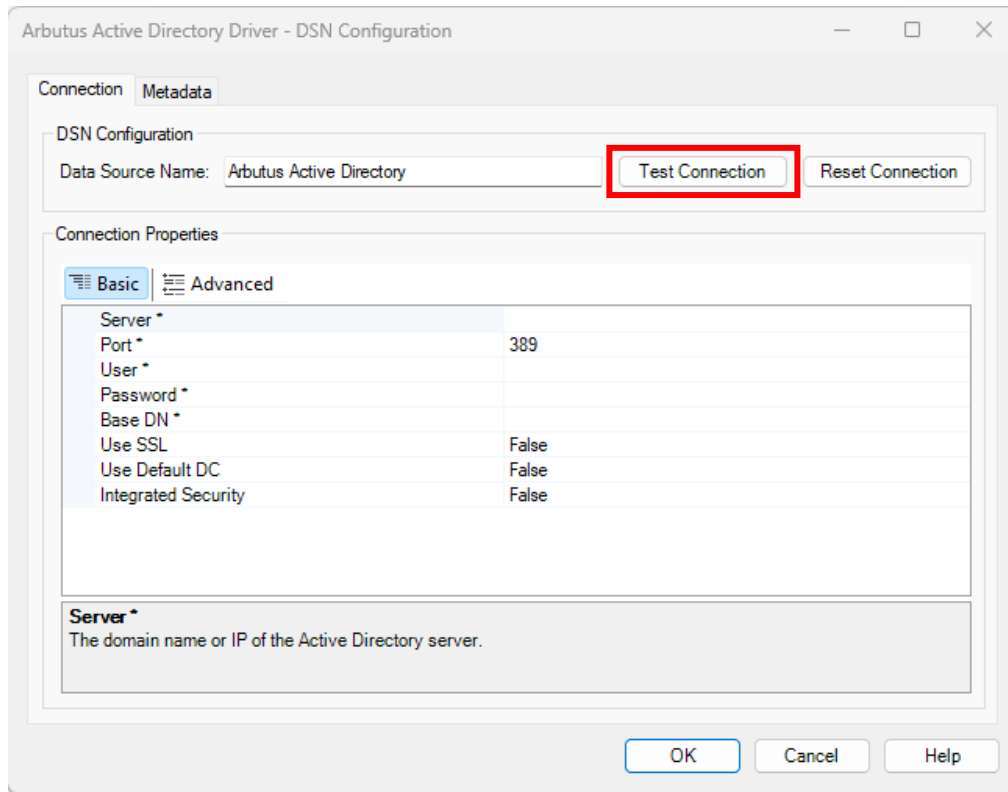 Arbutus Active Directory Driver - DSN Configuration
Connection Metadata
DSN Configuration
Data Source Name: Arbutus Active Directory Test Connection Reset Connection
Connection Properties
Basic Advanced
Server *
Port * 389
User *
Password *
Base DN *
Use SSL False
Use Default DC False
Integrated Security False
Server *
The domain name or IP of the Active Directory server.
OK Cancel Help